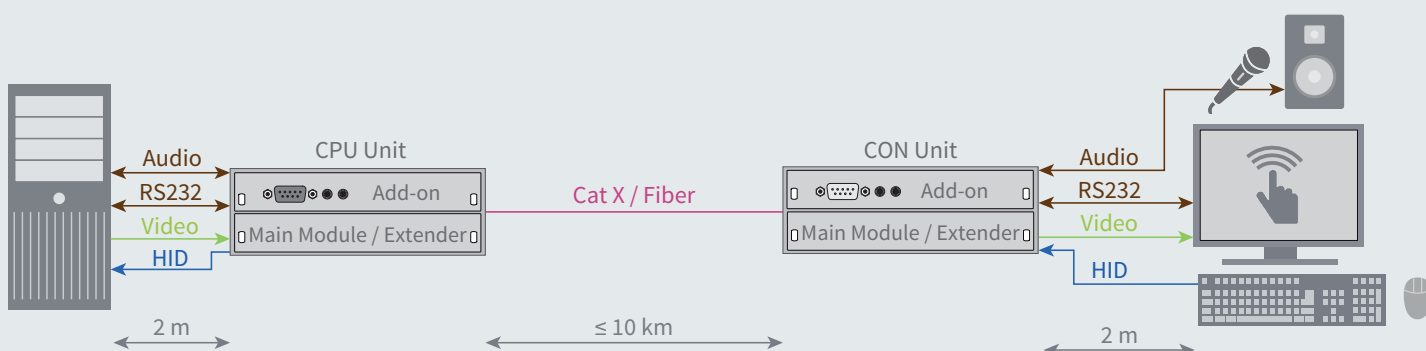 CPU Unit
CON Unit
Audio
RS232
Video
HID
Add-on
Main Module / Extender
Cat X / Fiber
Add-on
Main Module / Extender
Audio
RS232
Video
HID
2 m
≤ 10 km
2 m